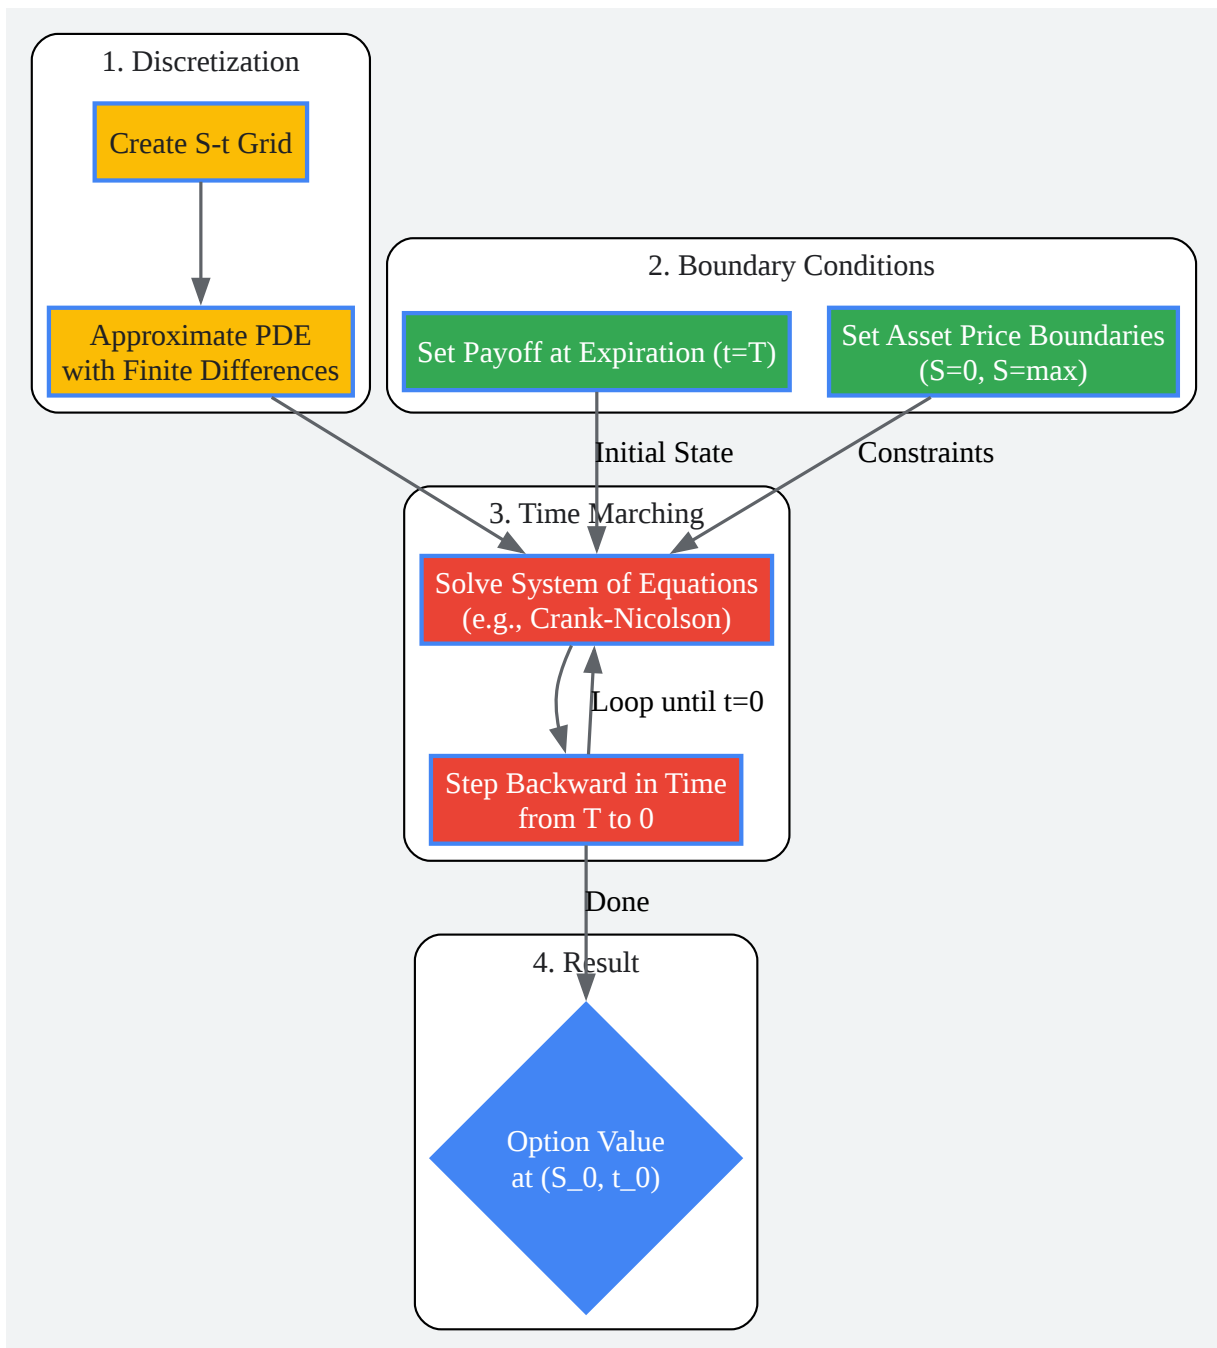 1. Discretization
Create S-t Grid
Approximate PDE
with Finite Differences
2. Boundary Conditions
Set Payoff at Expiration (t=T)
Set Asset Price Boundaries
(S=0, S=max)
Initial State
Constraints
3. Time Marching
Solve System of Equations
(e.g., Crank-Nicolson)
Loop until t=0
Step Backward in Time
from T to 0
Done
4. Result
Option Value
at (S_0, t_0)